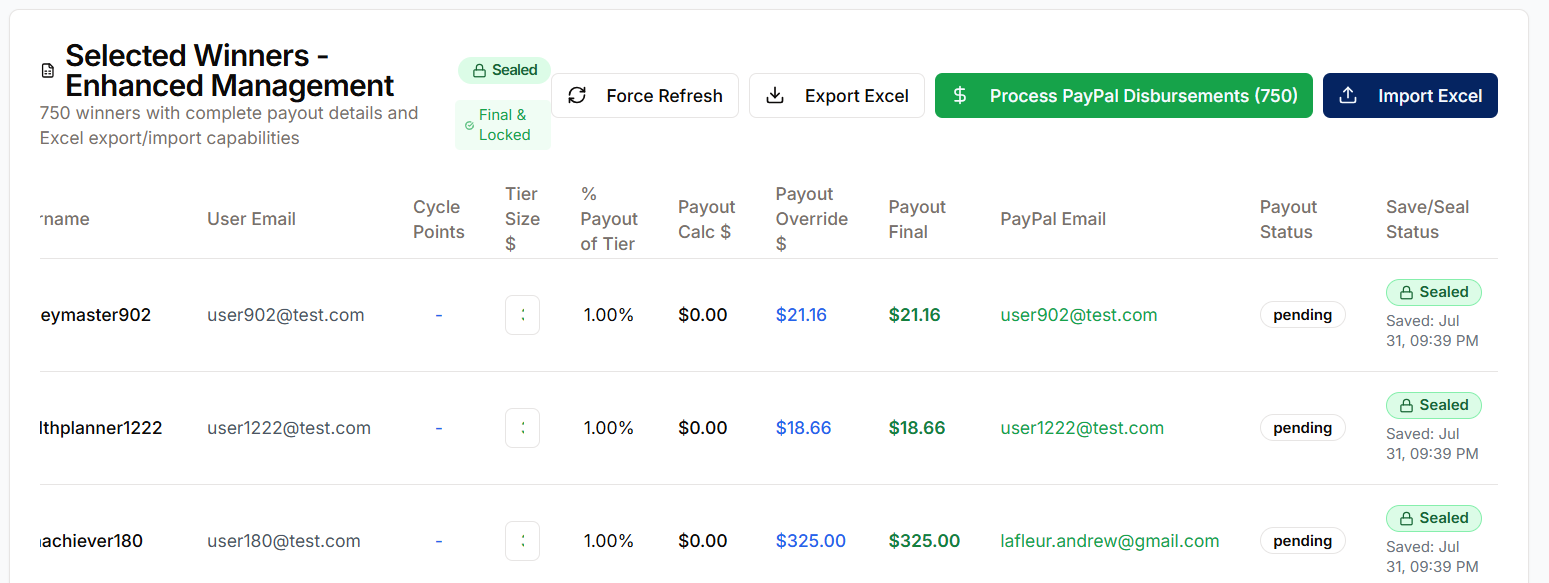 Selected Winners -
Enhanced Management
750 winners with complete payout details and
Excel export/import capabilities
Sealed
Final &
Locked
Force Refresh
Export Excel
Process PayPal Disbursements (750)
Import Excel
rname
User Email
Cycle
Points
Tier
Size
$
%
Payout
of Tier
Payout
Calc $
Payout
Override
$
Payout
Final
PayPal Email
Payout
Status
Save/Seal
Status
eymaster902
user902@test.com
-
1.00%
$0.00
$21.16
$21.16
user902@test.com
pending
Sealed
Saved: Jul
31, 09:39 PM
lthplanner1222
user1222@test.com
-
1.00%
$0.00
$18.66
$18.66
user1222@test.com
pending
Sealed
Saved: Jul
31, 09:39 PM
achiever180
user180@test.com
-
1.00%
$0.00
$325.00
$325.00
lafleur.andrew@gmail.com
pending
Sealed
Saved: Jul
31, 09:39 PM